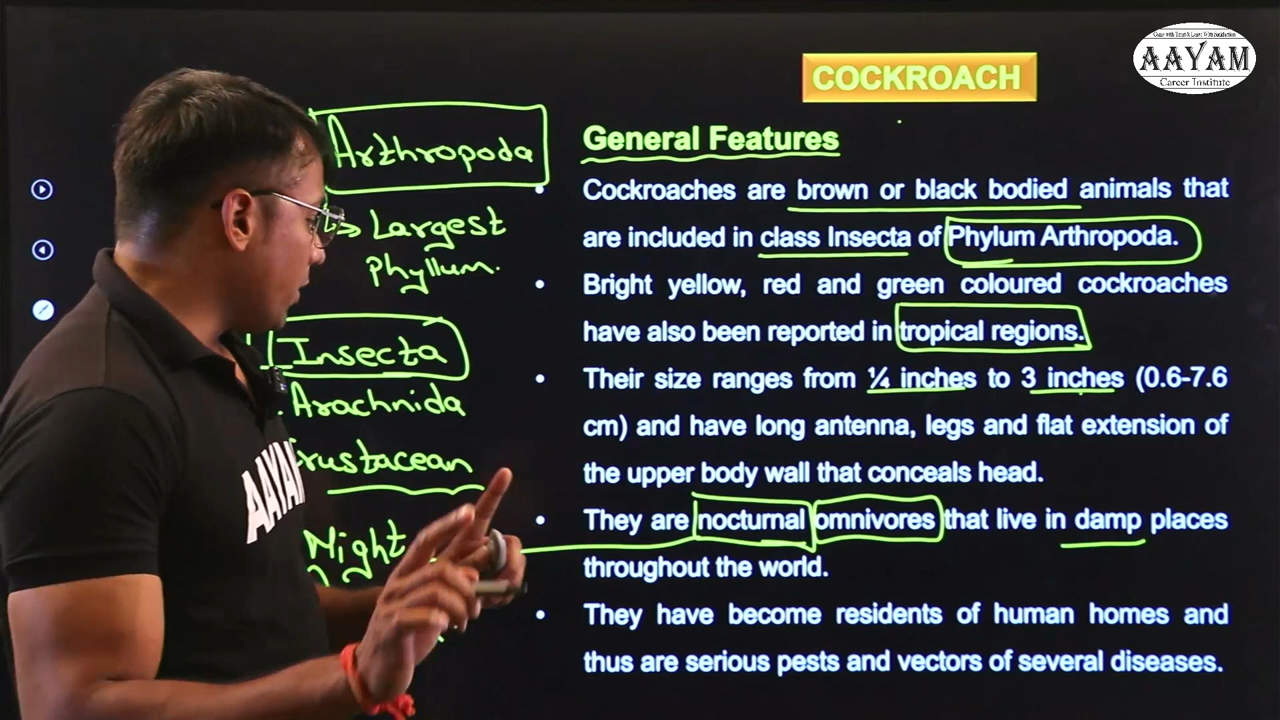 AAYAM
Career Institute
COCKROACH
General Features
• Cockroaches are brown or black bodied animals that
are included in class Insecta of Phylum Arthropoda.
• Bright yellow, red and green coloured cockroaches
have also been reported in tropical regions.
• Their size ranges from ¼ inches to 3 inches (0.6-7.6
cm) and have long antenna, legs and flat extension of
the upper body wall that conceals head.
• They are nocturnal omnivores that live in damp places
throughout the world.
• They have become residents of human homes and
thus are serious pests and vectors of several diseases.
Arthropoda
Largest
phyllum.
Insecta
Arachnida
rustacean
Night
AAYAM